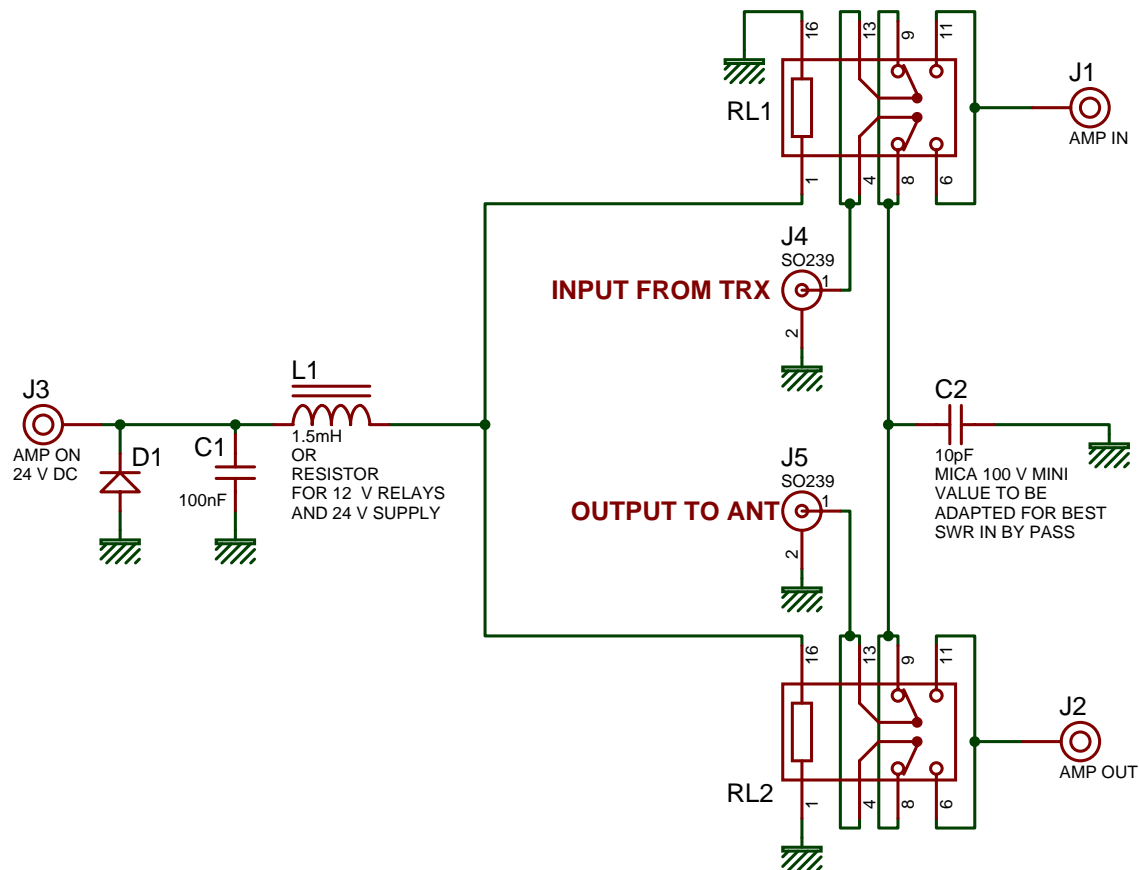 16
13
9
11
RL1
1
4
8
6
J1
AMP IN
J4
SO239
INPUT FROM TRX
1
2
J3
AMP ON
24 V DC
D1
C1
100nF
L1
1.5mH
OR
RESISTOR
FOR 12 V RELAYS
AND 24 V SUPPLY
C2
10pF
MICA 100 V MINI
VALUE TO BE
ADAPTED FOR BEST
SWR IN BY PASS
J5
SO239
OUTPUT TO ANT
1
2
16
13
9
11
RL2
1
4
8
6
J2
AMP OUT